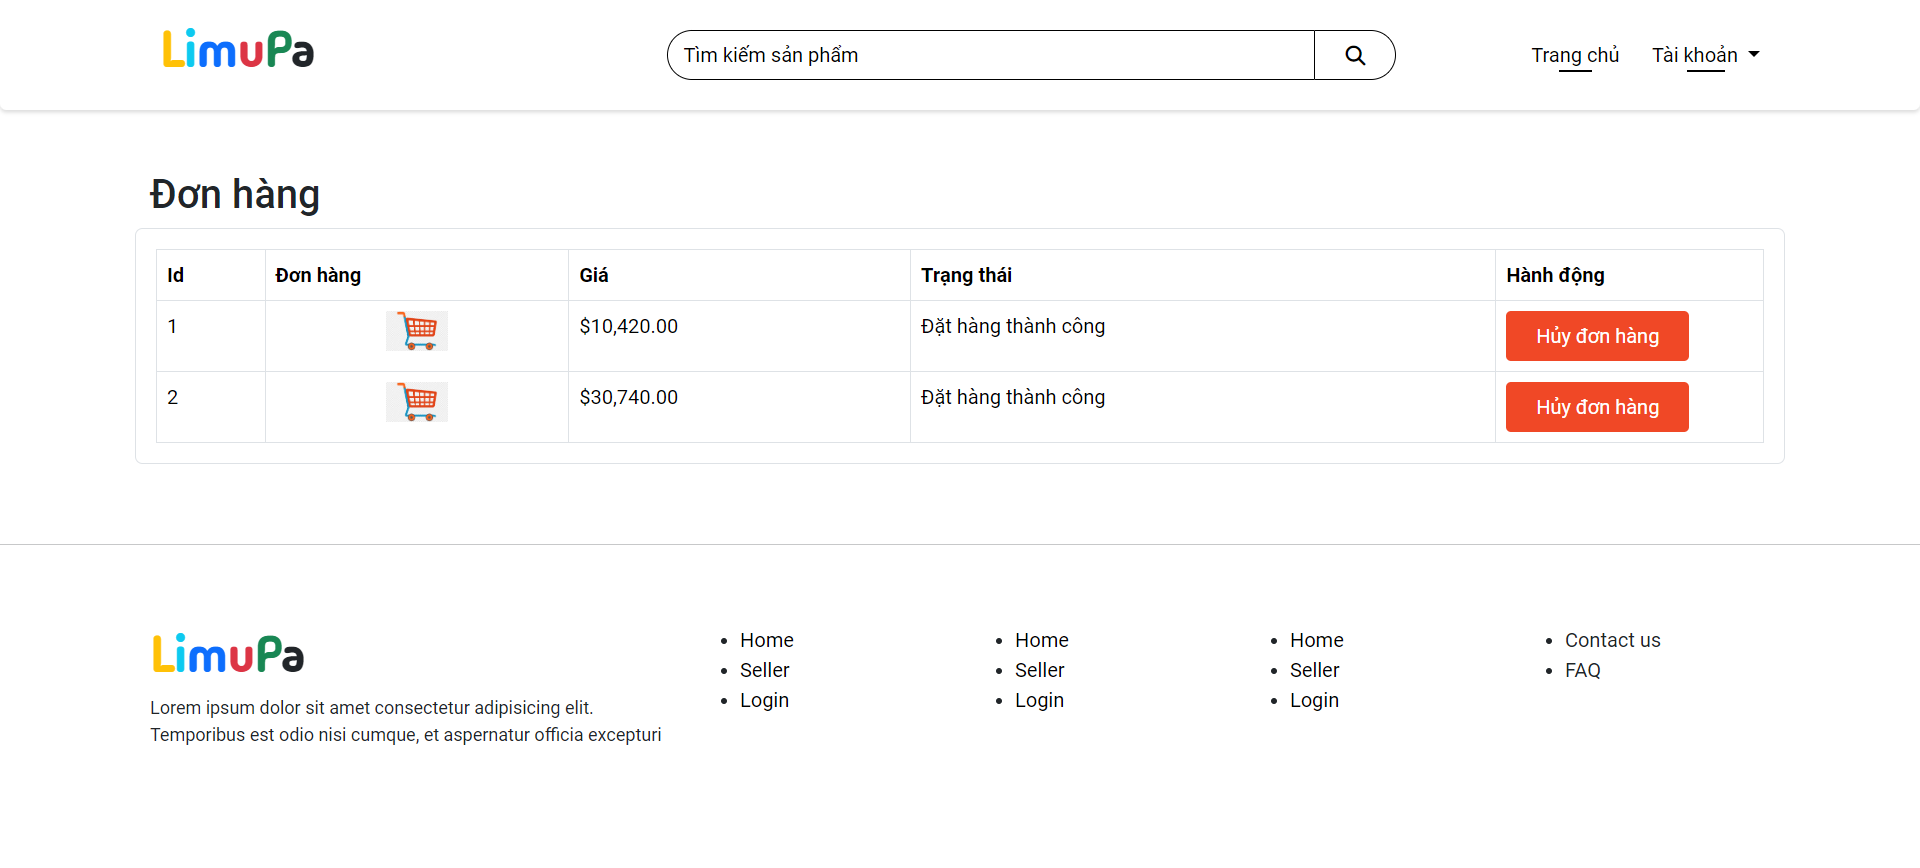 LimuPa
Tìm kiếm sản phẩm
Trang chủ
Tài khoản
Đơn hàng
Id Đơn hàng Giá Trạng thái Hành động
1 $10,420.00 Đặt hàng thành công Hủy đơn hàng
2 $30,740.00 Đặt hàng thành công Hủy đơn hàng
LimuPa
Lorem ipsum dolor sit amet consectetur adipisicing elit.
Temporibus est odio nisi cumque, et aspernatur officia excepturi
Home
Seller
Login
Home
Seller
Login
Home
Seller
Login
Contact us
FAQ